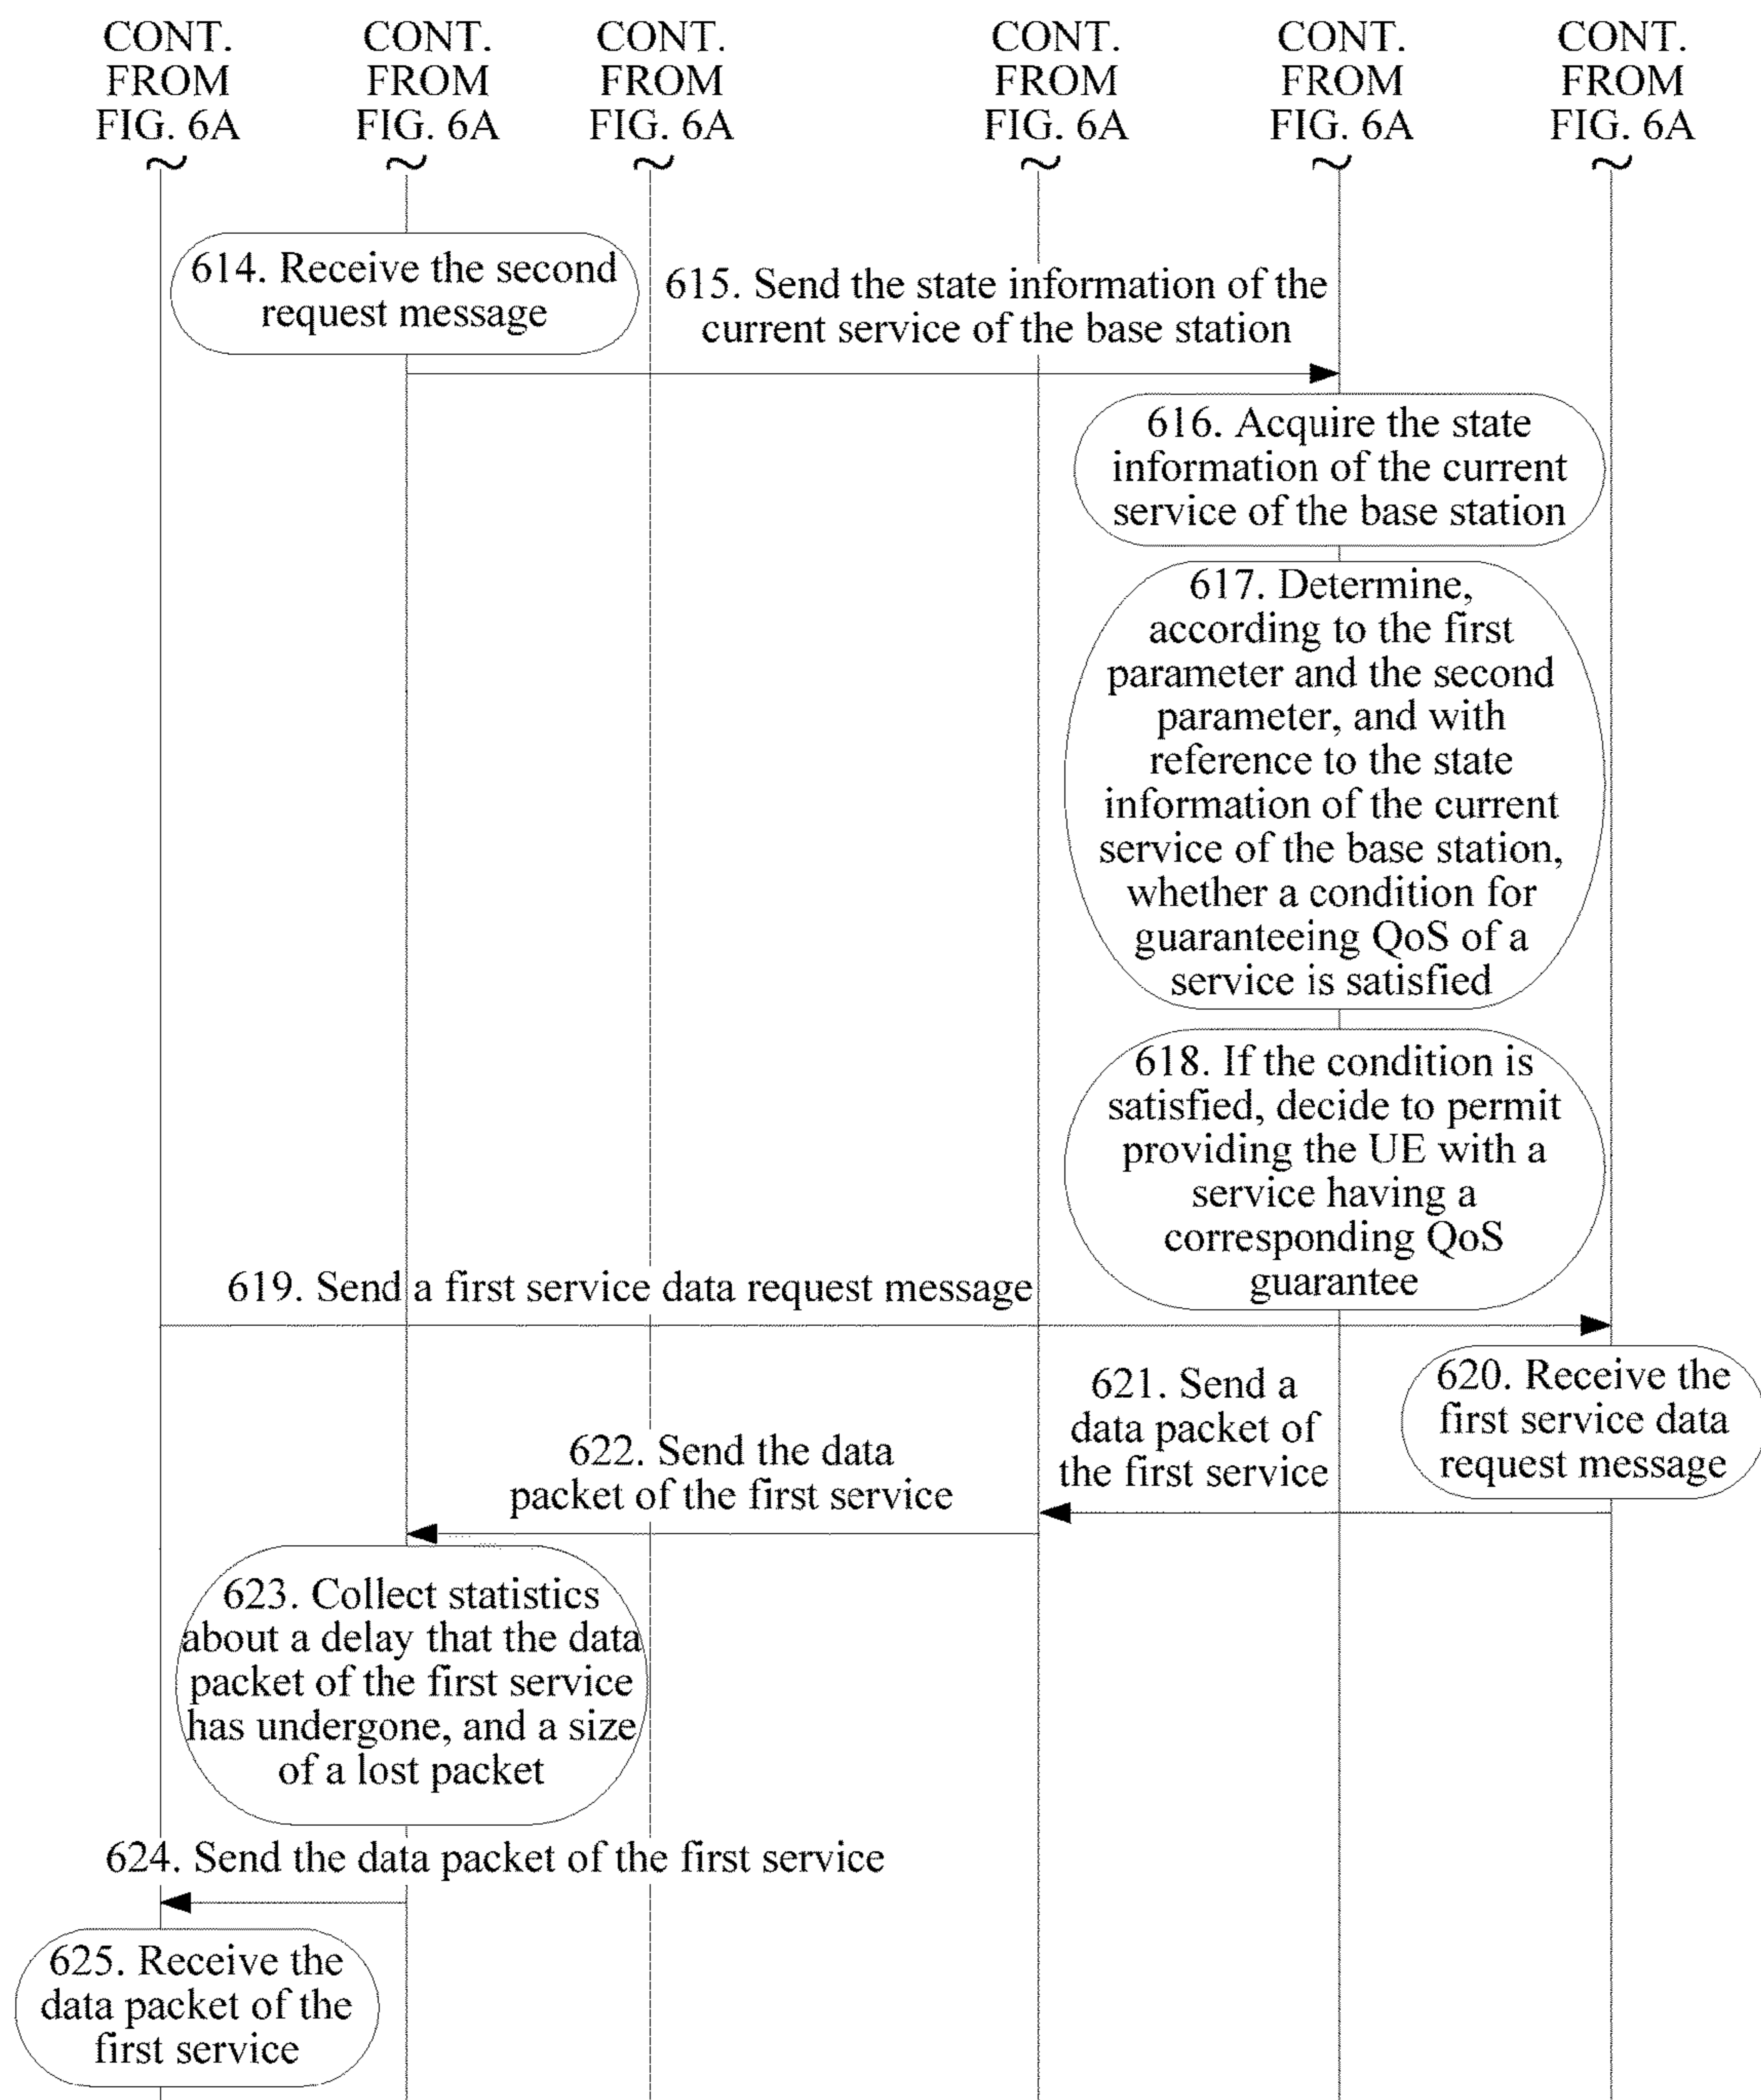 CONT. CONT. CONT. CONT. CONT. CONT.
FROM FROM FROM FROM FROM FROM
FIG. 6A FIG. 6A FIG. 6A FIG. 6A FIG. 6A FIG. 6A
614. Receive the second
request message
615. Send the state information of the
current service of the base station
616. Acquire the state
information of the current
service of the base station
617. Determine,
according to the first
parameter and the second
parameter, and with
reference to the state
information of the current
service of the base station,
whether a condition for
guaranteeing QoS of a
service is satisfied
618. If the condition is
satisfied, decide to permit
providing the UE with a
service having a
corresponding QoS
guarantee
619. Send a first service data request message
620. Receive the
first service data
request message
621. Send a
data packet of
the first service
622. Send the data
packet of the first service
623. Collect statistics
about a delay that the data
packet of the first service
has undergone, and a size
of a lost packet
624. Send the data packet of the first service
625. Receive the
data packet of the
first service